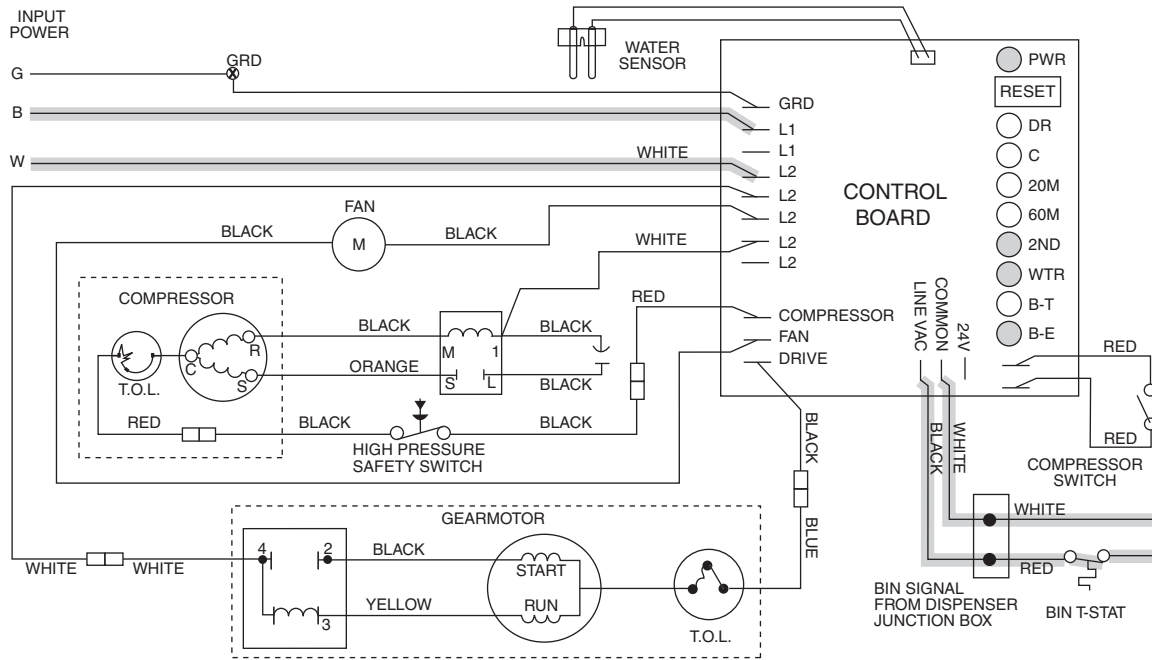 INPUT
POWER
G
GRD
B
W
WHITE
WATER
SENSOR
GRD
L1
L1
L2
L2
L2
L2
L2
COMPRESSOR
FAN
DRIVE
CONTROL
BOARD
PWR
RESET
DR
C
20M
60M
2ND
WTR
B-T
B-E
LINE VAC
COMMON
24V
FAN
M
BLACK
BLACK
WHITE
RED
COMPRESSOR
T.O.L.
C
R
S
BLACK
ORANGE
M
1
S
L
BLACK
BLACK
RED
BLACK
BLACK
HIGH PRESSURE
SAFETY SWITCH
BLACK
BLUE
BLACK
WHITE
RED
RED
COMPRESSOR
SWITCH
WHITE
RED
BIN SIGNAL
FROM DISPENSER
JUNCTION BOX
BIN T-STAT
GEARMOTOR
WHITE
WHITE
4
2
3
BLACK
YELLOW
START
RUN
T.O.L.